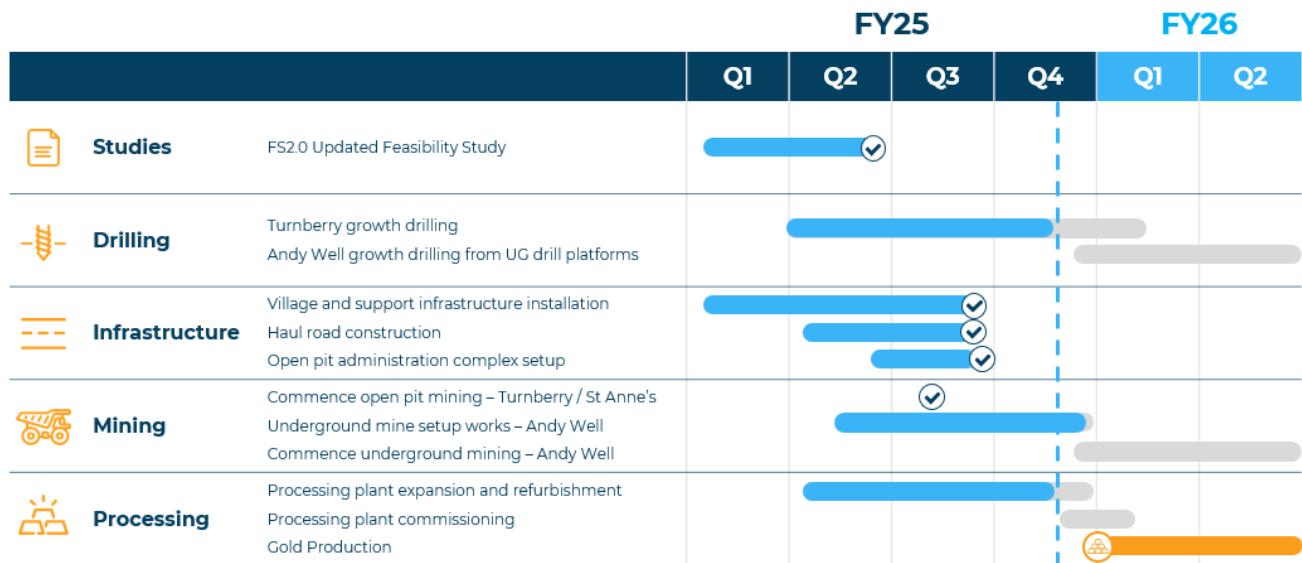 FY25 FY26
Q1 Q2 Q3 Q4 Q1 Q2
Studies FS2.0 Updated Feasibility Study
Drilling
Turnberry growth drilling
Andy Well growth drilling from UG drill platforms
Infrastructure
Village and support infrastructure installation
Haul road construction
Open pit administration complex setup
Mining
Commence open pit mining – Turnberry / St Anne's
Underground mine setup works – Andy Well
Commence underground mining – Andy Well
Processing
Processing plant expansion and refurbishment
Processing plant commissioning
Gold Production